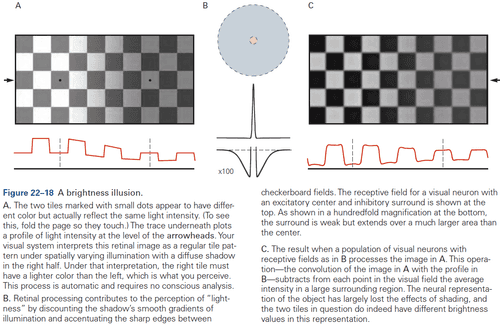 A
B
C
x100
Figure 22–18 A brightness illusion.
A. The two tiles marked with small dots appear to have differ-
ent color but actually reflect the same light intensity. (To see
this, fold the page so they touch.) The trace underneath plots
a profile of light intensity at the level of the arrowheads. Your
visual system interprets this retinal image as a regular tile pat-
tern under spatially varying illumination with a diffuse shadow
in the right half. Under that interpretation, the right tile must
have a lighter color than the left, which is what you perceive.
This process is automatic and requires no conscious analysis.
B. Retinal processing contributes to the perception of "light-
ness" by discounting the shadow's smooth gradients of
illumination and accentuating the sharp edges between
checkerboard fields. The receptive field for a visual neuron with
an excitatory center and inhibitory surround is shown at the
top. As shown in a hundredfold magnification at the bottom,
the surround is weak but extends over a much larger area than
the center.
C. The result when a population of visual neurons with
receptive fields as in B processes the image in A. This opera-
tion—the convolution of the image in A with the profile in
B—subtracts from each point in the visual field the average
intensity in a large surrounding region. The neural representa-
tion of the object has largely lost the effects of shading, and
the two tiles in question do indeed have different brightness
values in this representation.